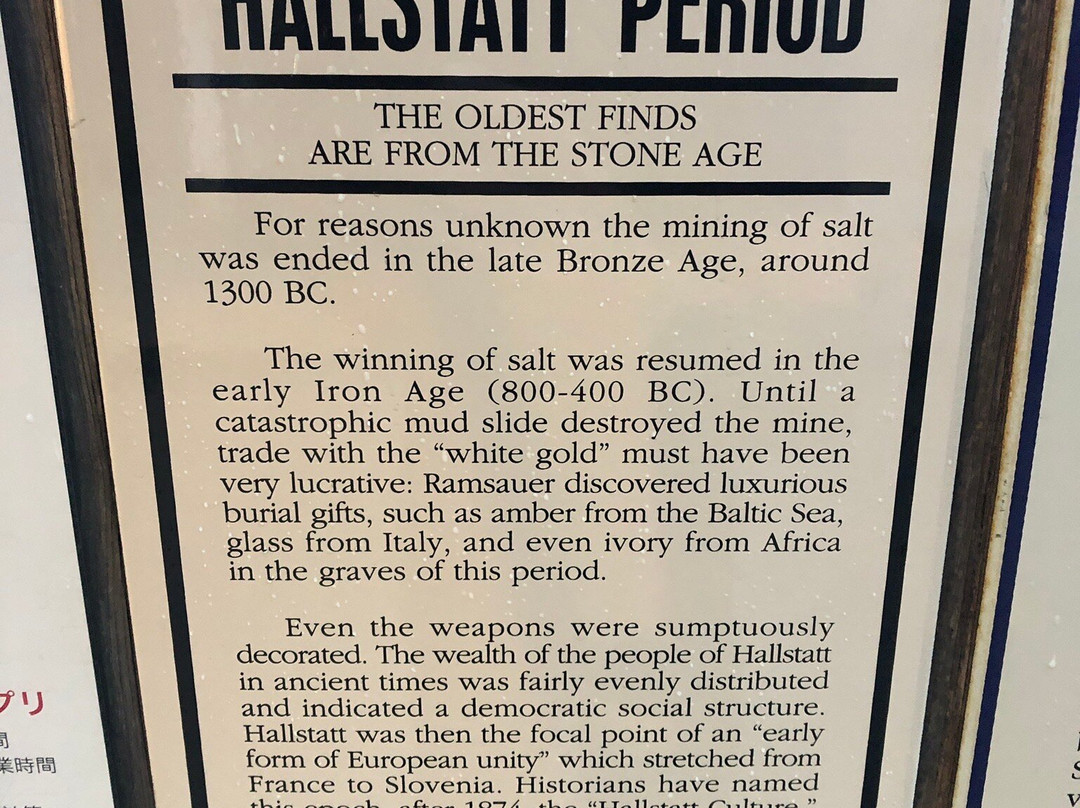 HALLSTATT PERIOD
THE OLDEST FINDS
ARE FROM THE STONE AGE
For reasons unknown the mining of salt
was ended in the late Bronze Age, around
1300 BC.
The winning of salt was resumed in the
early Iron Age (800-400 BC). Until a
catastrophic mud slide destroyed the mine,
trade with the “white gold” must have been
very lucrative: Ramsauer discovered luxurious
burial gifts, such as amber from the Baltic Sea,
glass from Italy, and even ivory from Africa
in the graves of this period.
Even the weapons were sumptuously
decorated. The wealth of the people of Hallstatt
in ancient times was fairly evenly distributed
and indicated a democratic social structure.
Hallstatt was then the focal point of an “early
form of European unity” which stretched from
France to Slovenia. Historians have named
this epoch, after 1874, the “Hallstatt Culture.”
プリ
間
業時間